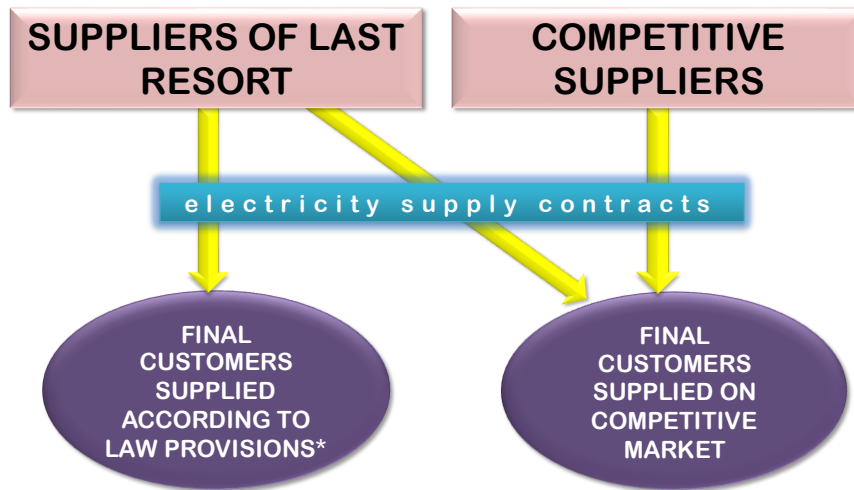 SUPPLIERS OF LAST
RESORT
COMPETITIVE
SUPPLIERS
electricity supply contracts
FINAL
CUSTOMERS
SUPPLIED
ACCORDING TO
LAW PROVISIONS*
FINAL
CUSTOMERS
SUPPLIED ON
COMPETITIVE
MARKET